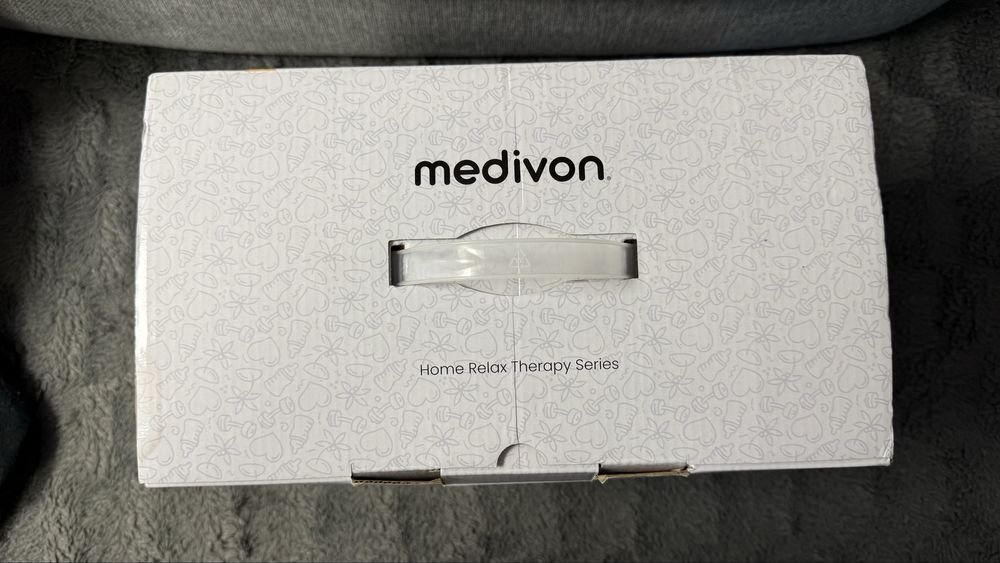 medivon
Home Relax Therapy Series